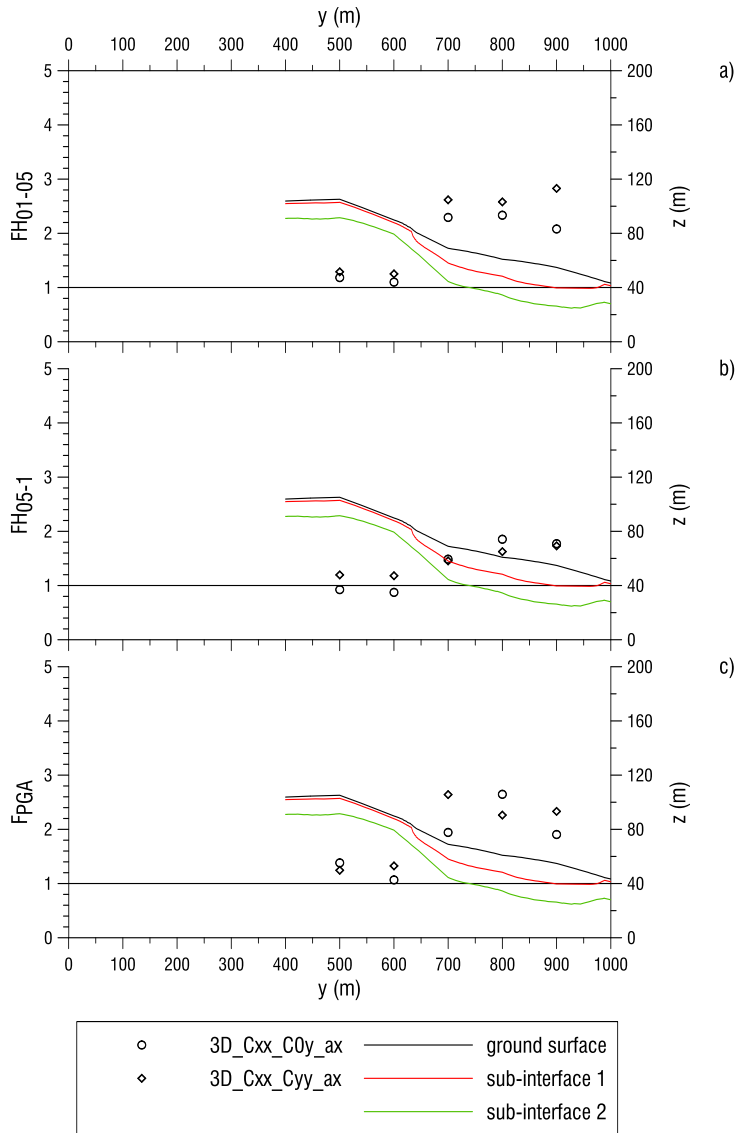 y (m)
0 100 200 300 400 500 600 700 800 900 1000
a)
5 4 3 2 1 0
FH01-05
200 160 120 80 40 0
z (m)
b)
5 4 3 2 1 0
FH05-1
200 160 120 80 40 0
z (m)
c)
5 4 3 2 1 0
FPGA
200 160 120 80 40 0
z (m)
0 100 200 300 400 500 600 700 800 900 1000
y (m)
3D_Cxx_C0y_ax ground surface
3D_Cxx_Cyy_ax sub-interface 1
sub-interface 2